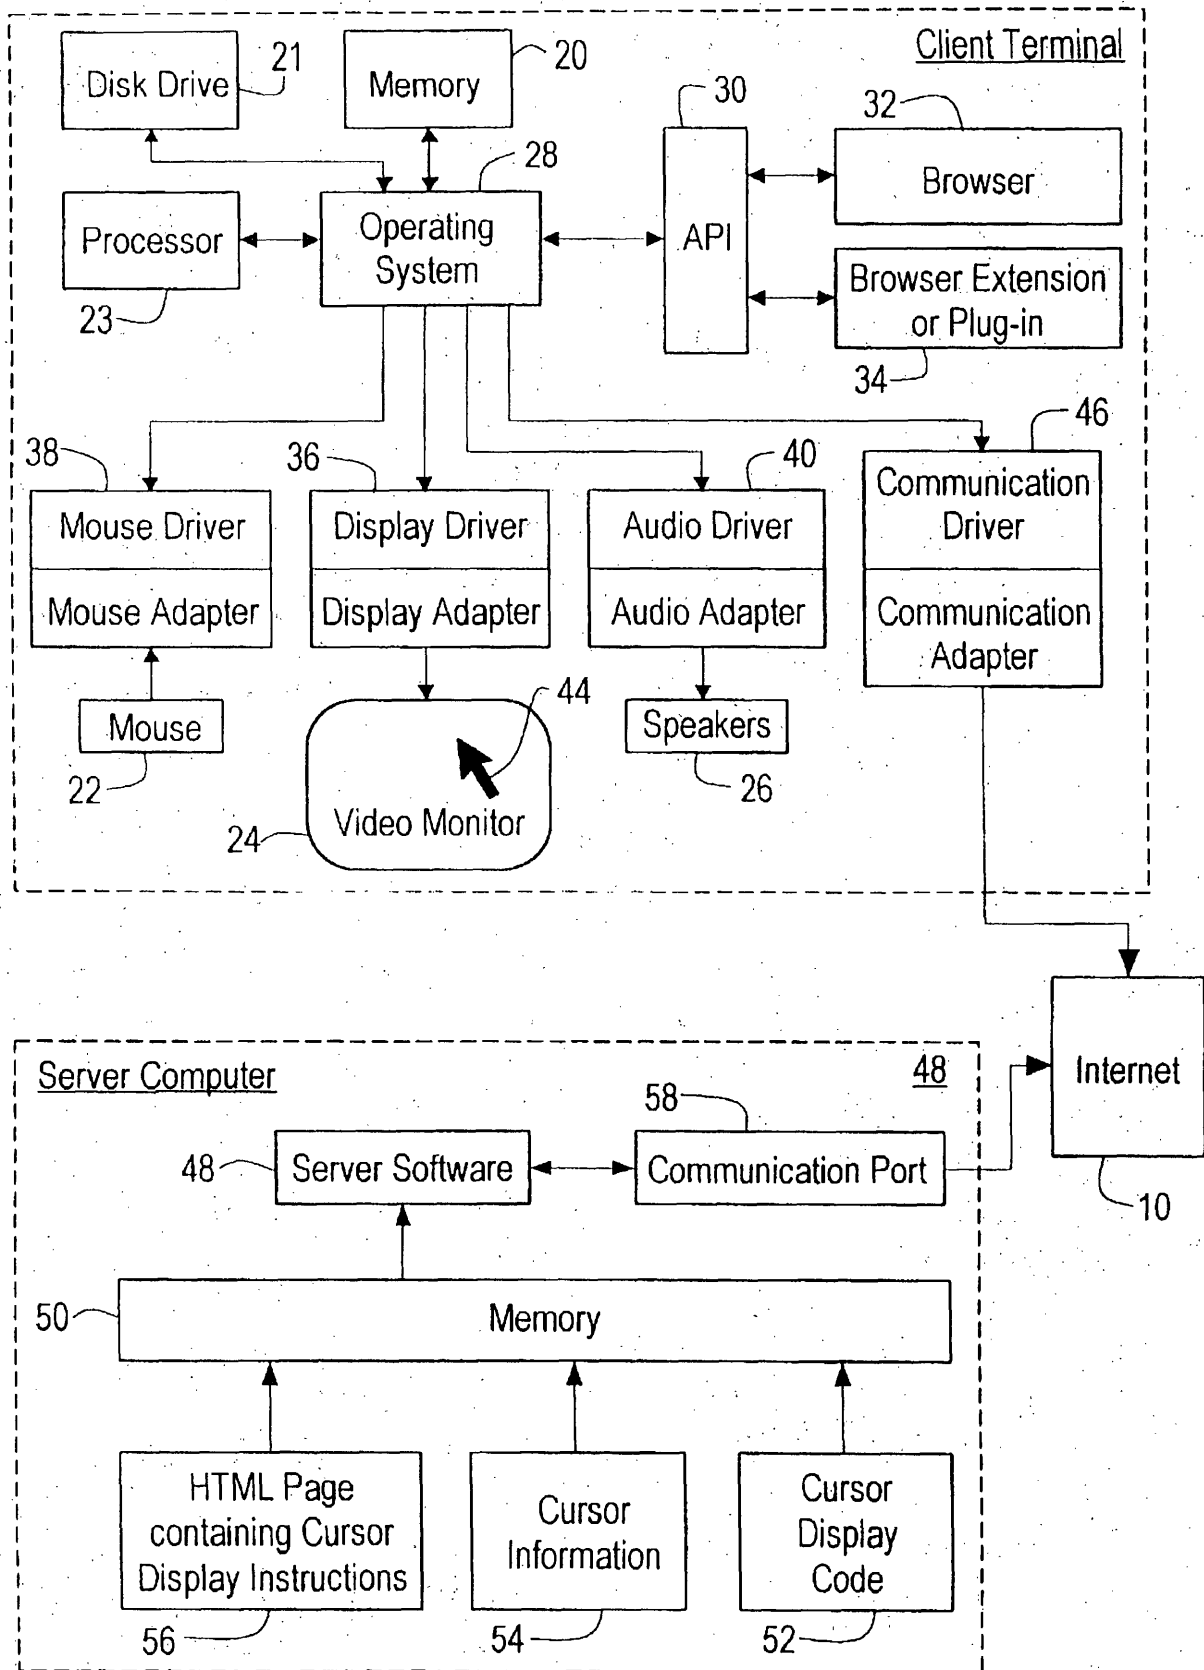 Client Terminal
21
20
Disk Drive
Memory
30
32
28
Browser
Processor
Operating
System
API
23
Browser Extension
or Plug-in
34
46
38
36
40
Communication
Driver
Mouse Driver
Display Driver
Audio Driver
Mouse Adapter
Display Adapter
Audio Adapter
Communication
Adapter
44
Mouse
Speakers
22
26
Video Monitor
24
Internet
10
Server Computer
48
58
48
Server Software
Communication Port
50
Memory
HTML Page
containing Cursor
Display Instructions
Cursor
Information
Cursor
Display
Code
56
54
52